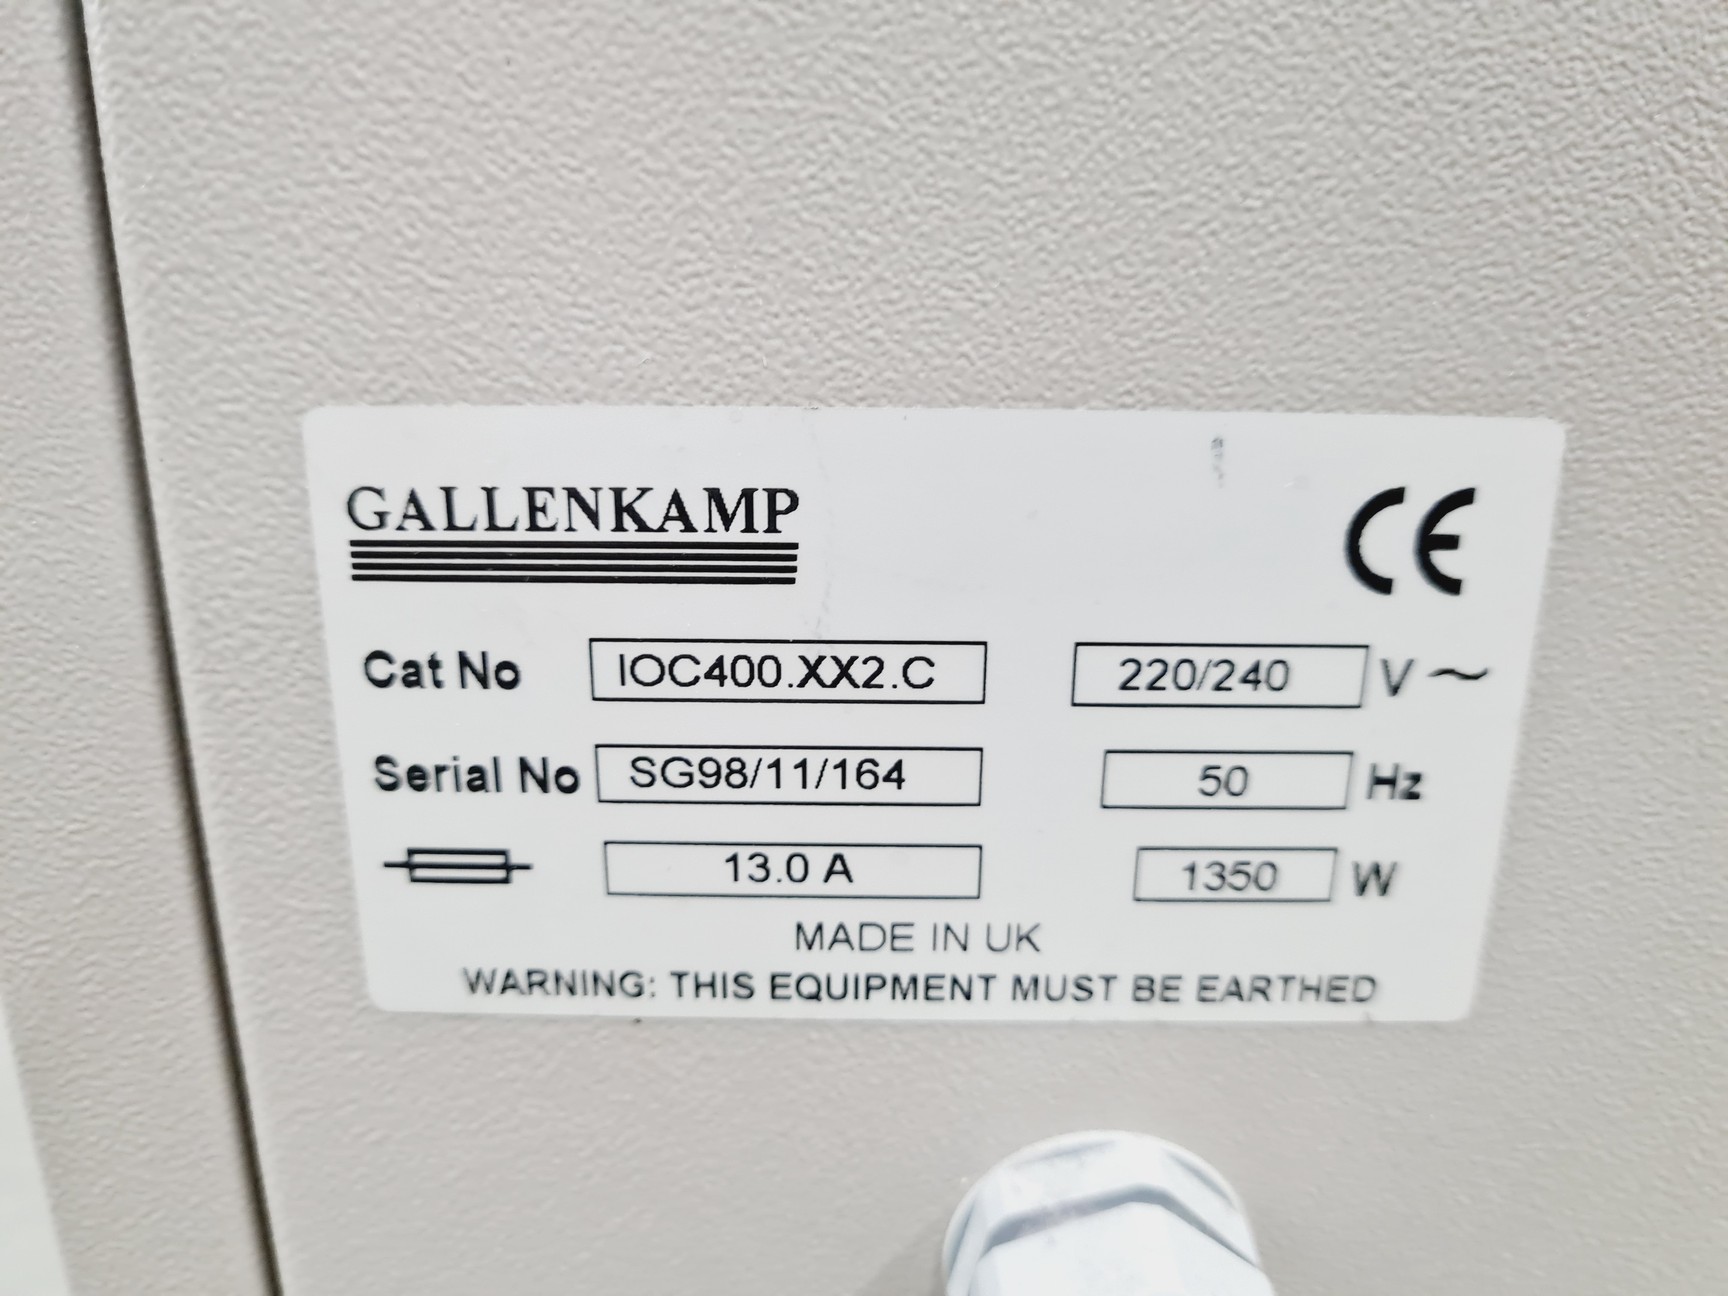 GALLENKAMP
CE
Cat No IOC400.XX2.C 220/240 V ~
Serial No SG98/11/164 50 Hz
13.0 A 1350 W
MADE IN UK
WARNING: THIS EQUIPMENT MUST BE EARTHED